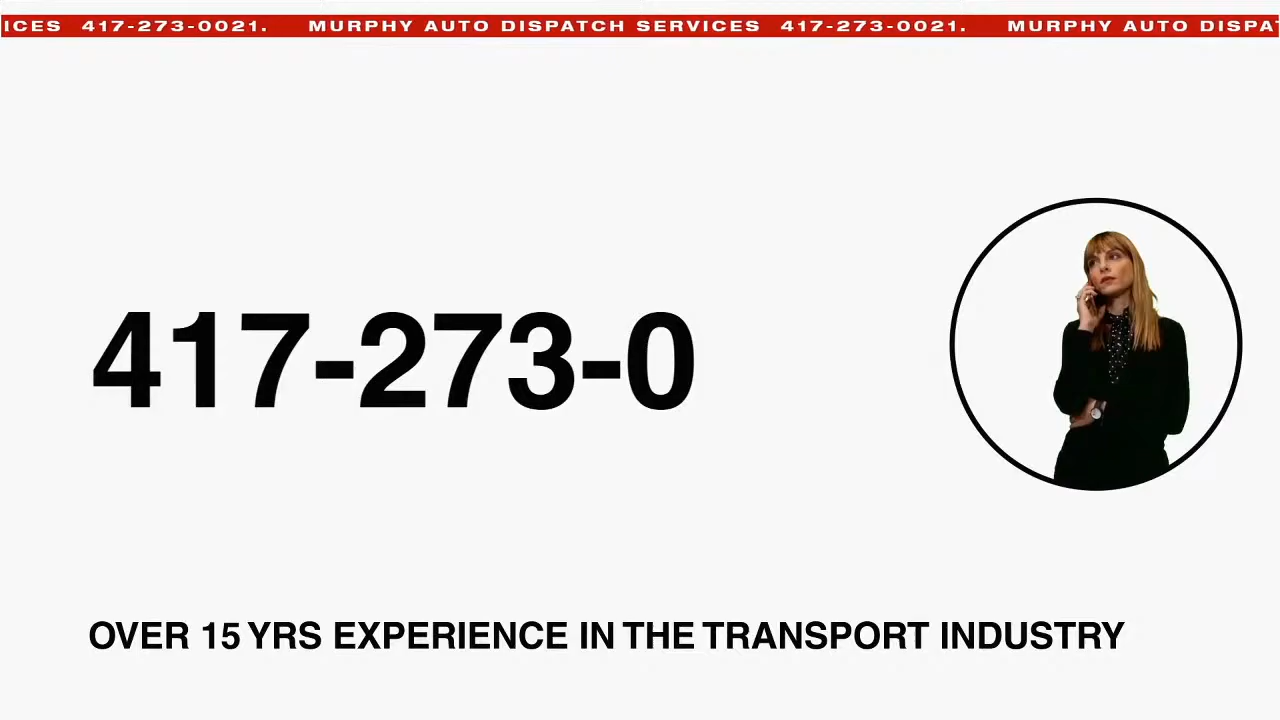 ICES 417-273-0021. MURPHY AUTO DISPATCH SERVICES 417-273-0021. MURPHY AUTO DISPA
417-273-0
OVER 15 YRS EXPERIENCE IN THE TRANSPORT INDUSTRY